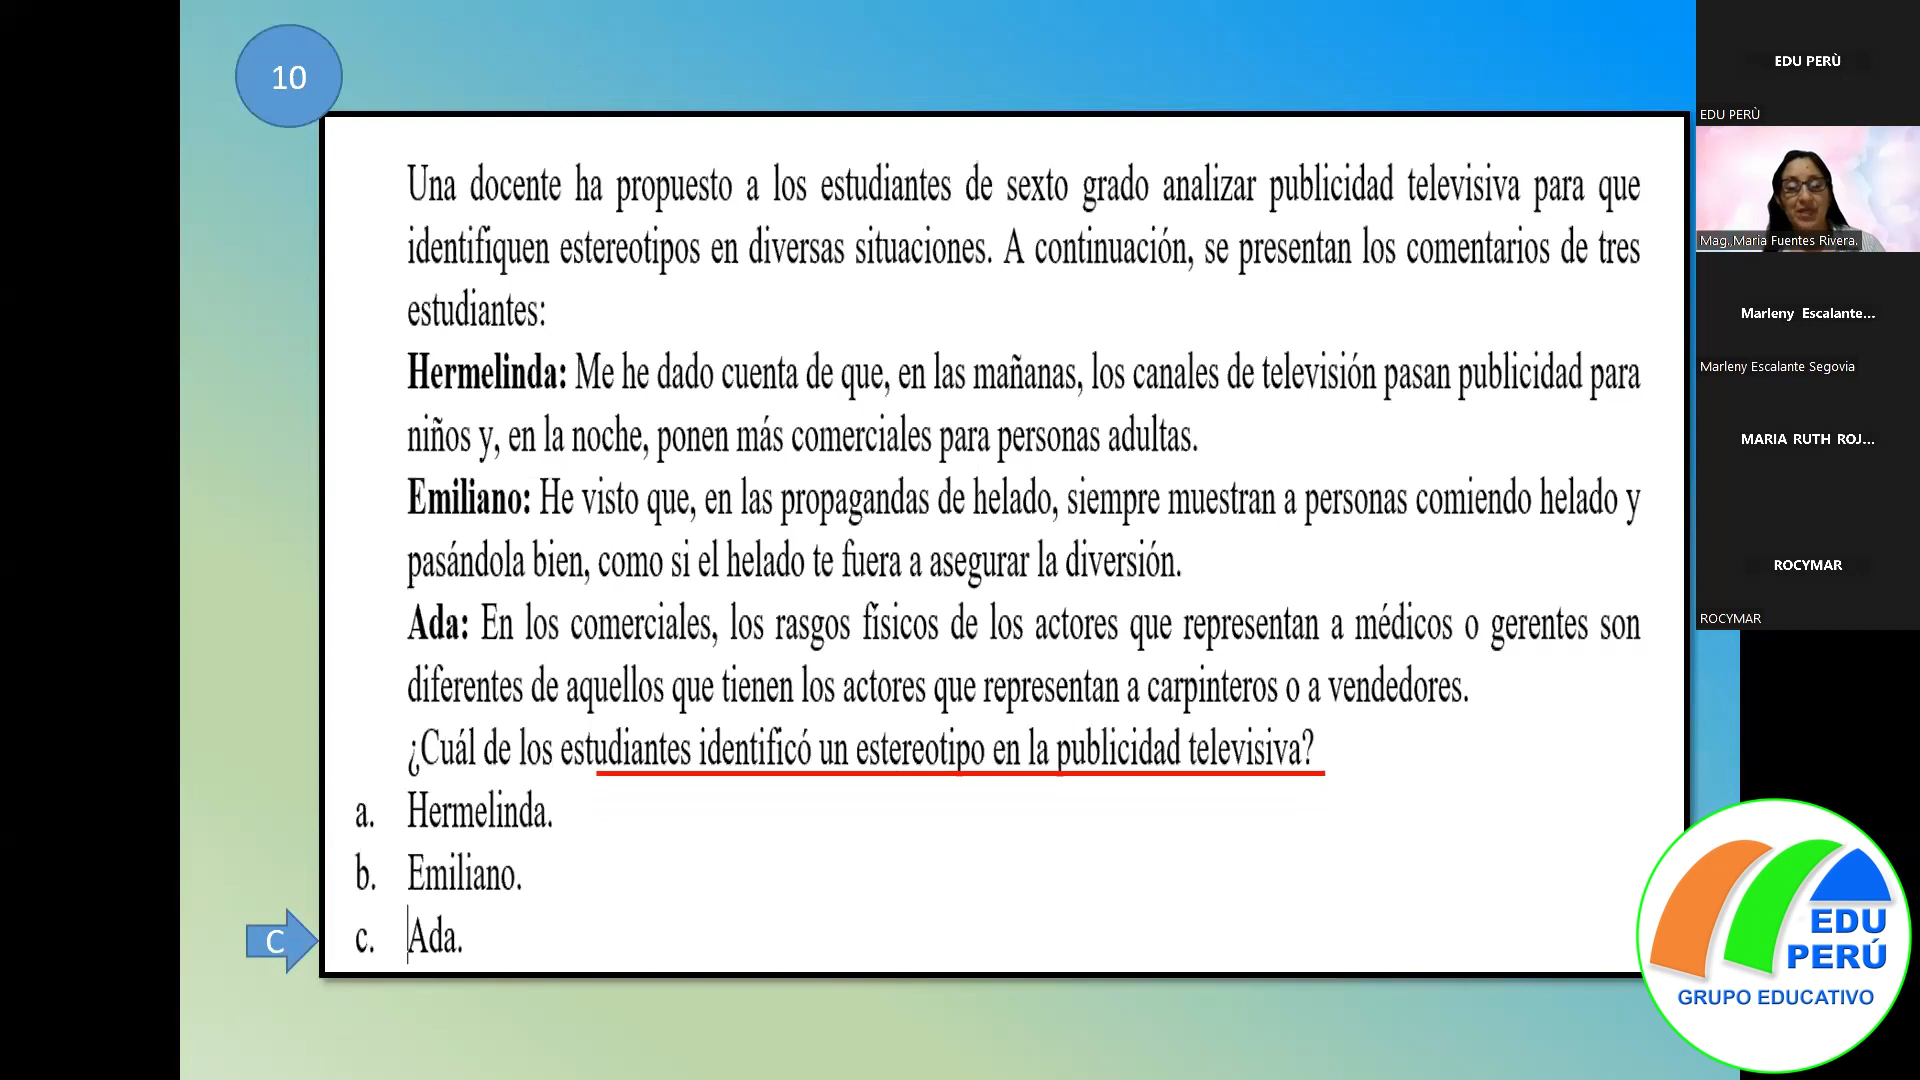 10
Una docente ha propuesto a los estudiantes de sexto grado analizar publicidad televisiva para que
identifiquen estereotipos en diversas situaciones. A continuación, se presentan los comentarios de tres
estudiantes:
Hermelinda: Me he dado cuenta de que, en las mañanas, los canales de televisión pasan publicidad para
niños y, en la noche, ponen más comerciales para personas adultas.
Emiliano: He visto que, en las propagandas de helado, siempre muestran a personas comiendo helado y
pasándola bien, como si el helado te fuera a asegurar la diversión.
Ada: En los comerciales, los rasgos físicos de los actores que representan a médicos o gerentes son
diferentes de aquellos que tienen los actores que representan a carpinteros o a vendedores.
¿Cuál de los estudiantes identificó un estereotipo en la publicidad televisiva?
a. Hermelinda.
b. Emiliano.
c. Ada.
C
EDU PERÙ
EDU PERÙ
Mag. Maria Fuentes Rivera.
Marleny Escalante...
Marleny Escalante Segovia
MARIA RUTH ROJ...
ROCYMAR
ROCYMAR
EDU
PERÚ
GRUPO EDUCATIVO